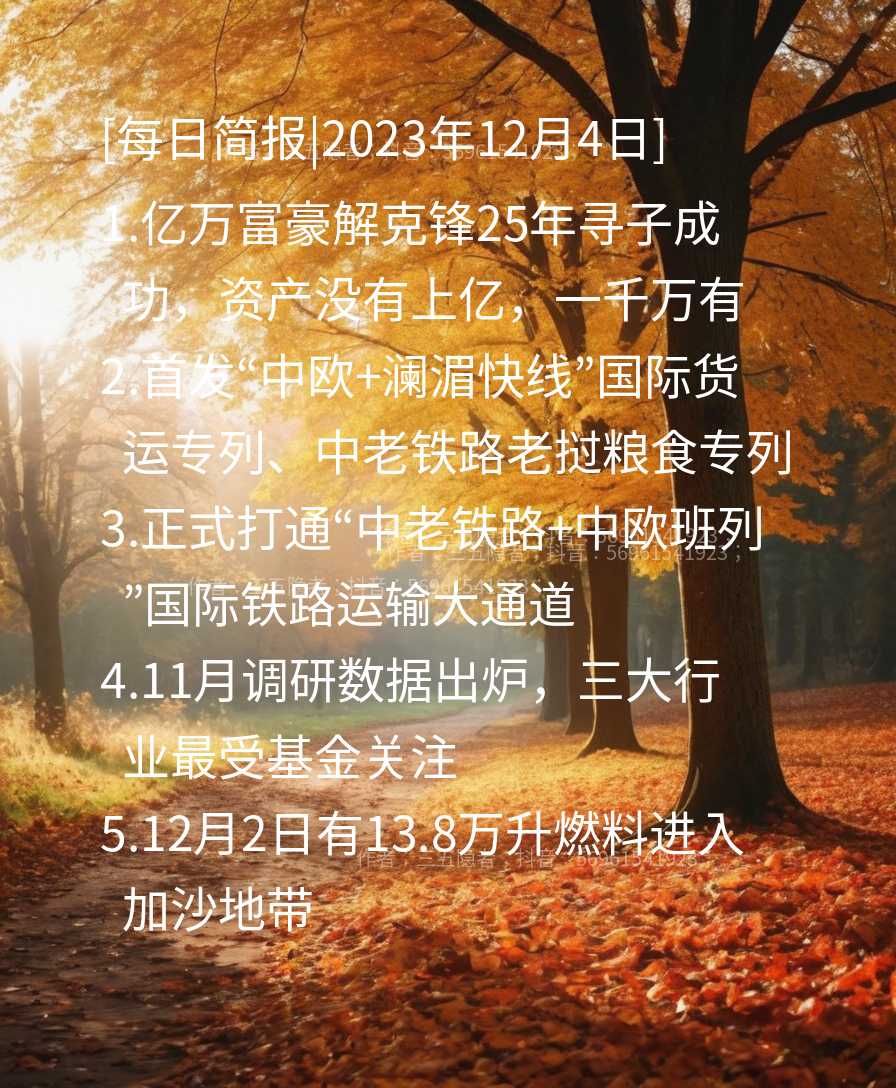 [每日简报|2023年12月4日]
1.亿万富豪解克锋25年寻子成
功，资产没有上亿，一千万有
2.首发“中欧+澜湄快线”国际货
运专列、中老铁路老挝粮食专列
3.正式打通“中老铁路+中欧班列
”国际铁路运输大通道
作者：三五隐者；抖音：56961541923；
4.11月调研数据出炉，三大行
业最受基金关注
5.12月2日有13.8万升燃料进入
作者：三五隐者；抖音：56961541923
加沙地带